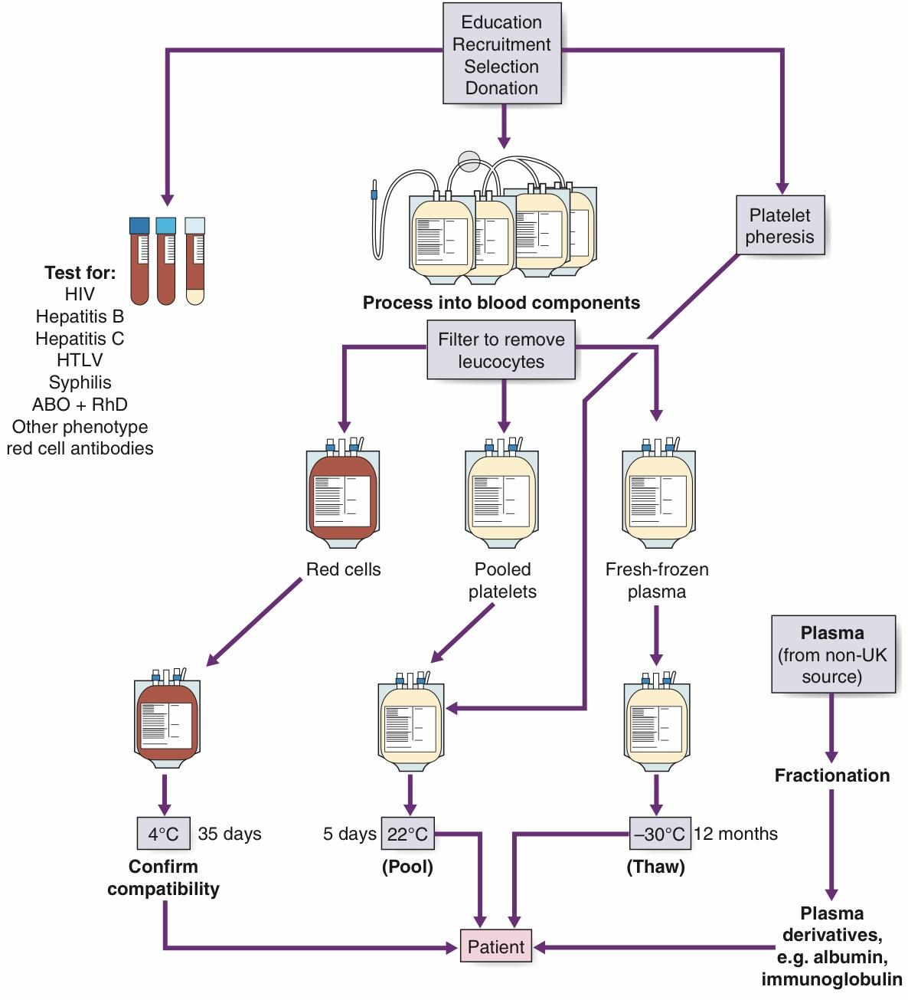 Education
Recruitment
Selection
Donation
Platelet
pheresis
Test for:
HIV
Hepatitis B
Hepatitis C
HTLV
Syphilis
ABO + RhD
Other phenotype
red cell antibodies
Process into blood components
Filter to remove
leucocytes
Red cells
Pooled
platelets
Fresh-frozen
plasma
Plasma
(from non-UK
source)
Fractionation
4°C 35 days
Confirm
compatibility
5 days 22°C
(Pool)
–30°C 12 months
(Thaw)
Plasma
derivatives,
e.g. albumin,
immunoglobulin
Patient